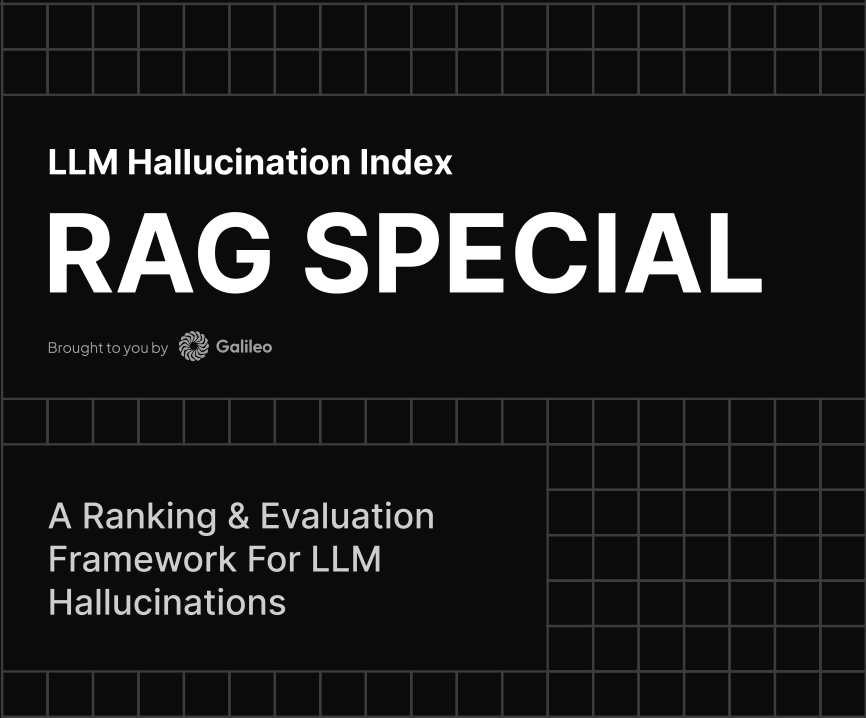 LLM Hallucination Index
RAG SPECIAL
Brought to you by Galileo
A Ranking & Evaluation
Framework For LLM
Hallucinations